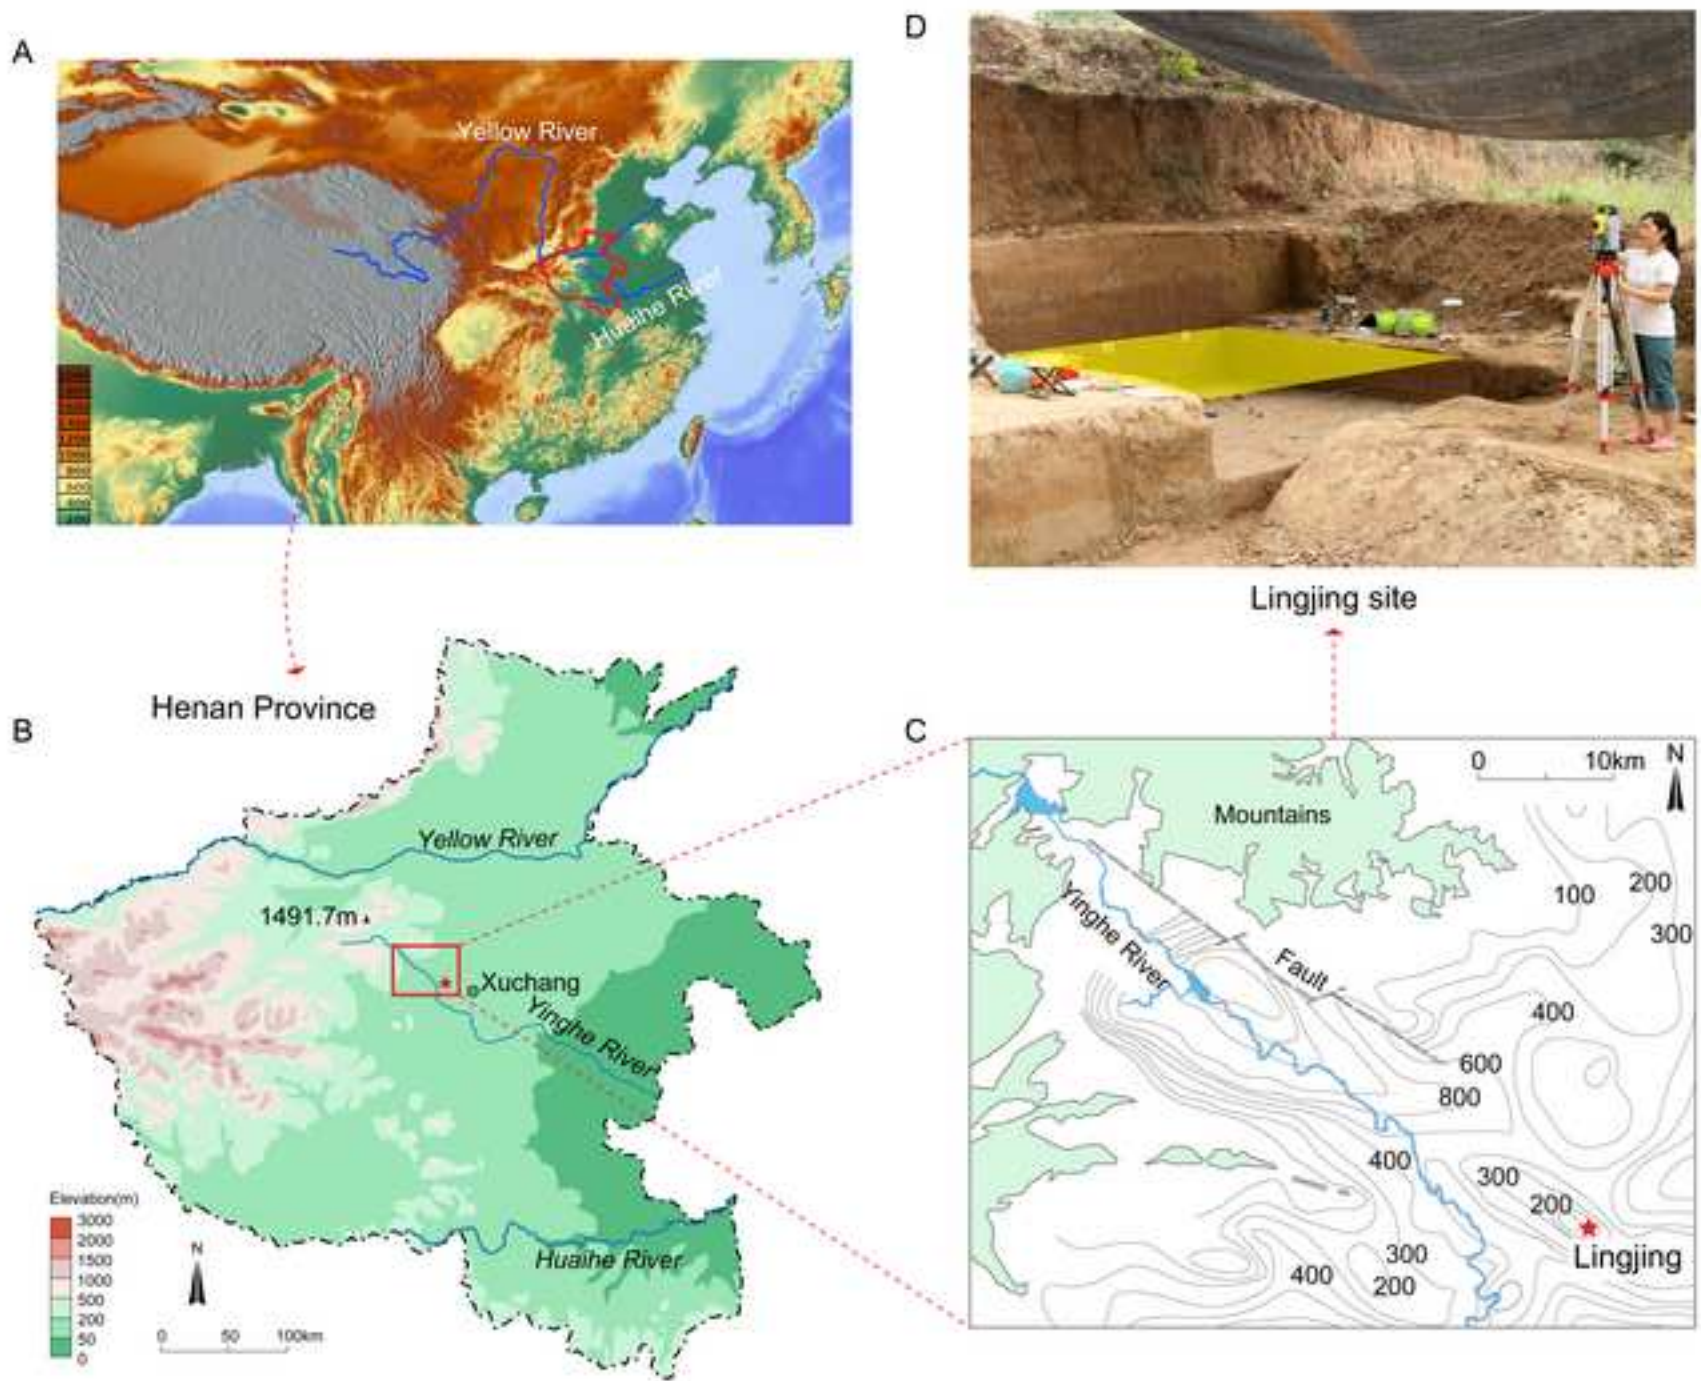 A
Yellow River
Huaihe River
D
Lingjing site
Henan Province
B
Yellow River
1491.7m
Xuchang
Yinghe River
Huaihe River
Elevation(m)
3000
2000
1500
1000
500
200
50
0
N
0 50 100km
C
0 10km
N
Mountains
Yinghe River
Fault
100
200
300
400
600
800
400
300
200
Lingjing
300
400
200